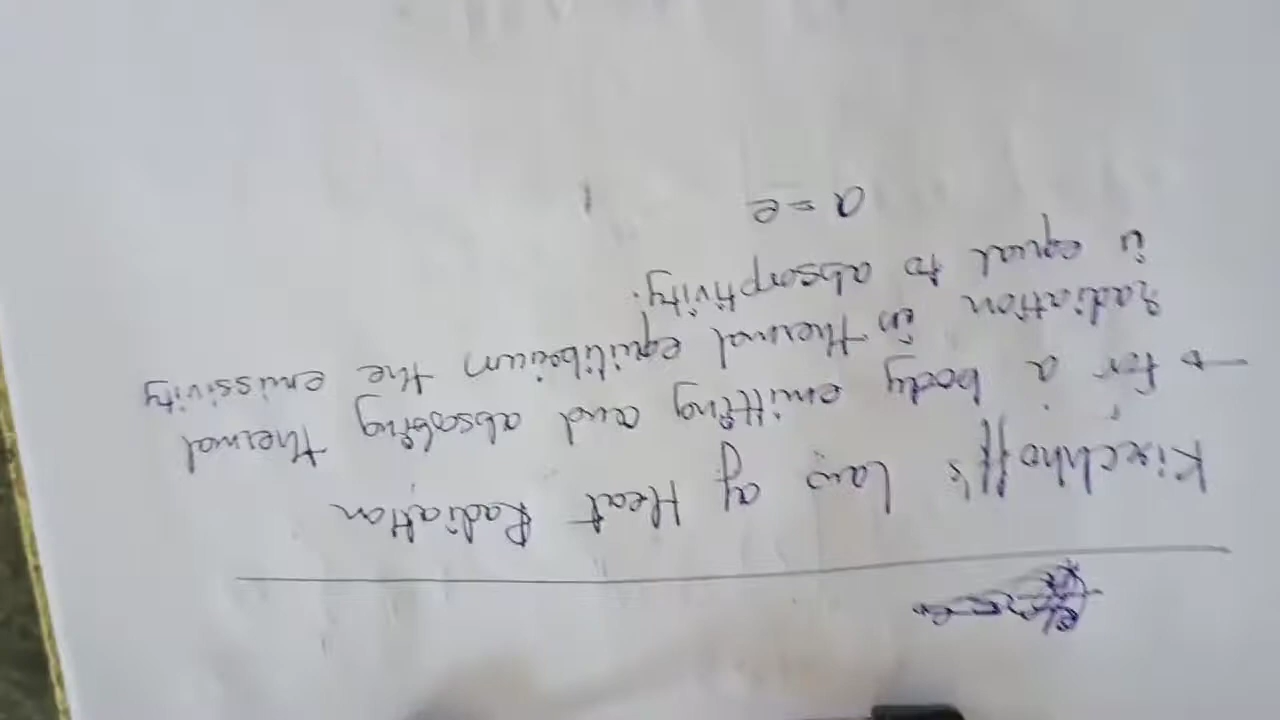 Kirchhoff's Law of Heat Radiation
→ for a body emitting and absorbing thermal
radiation in thermal equilibrium the emissivity
is equal to absorptivity.
a = e